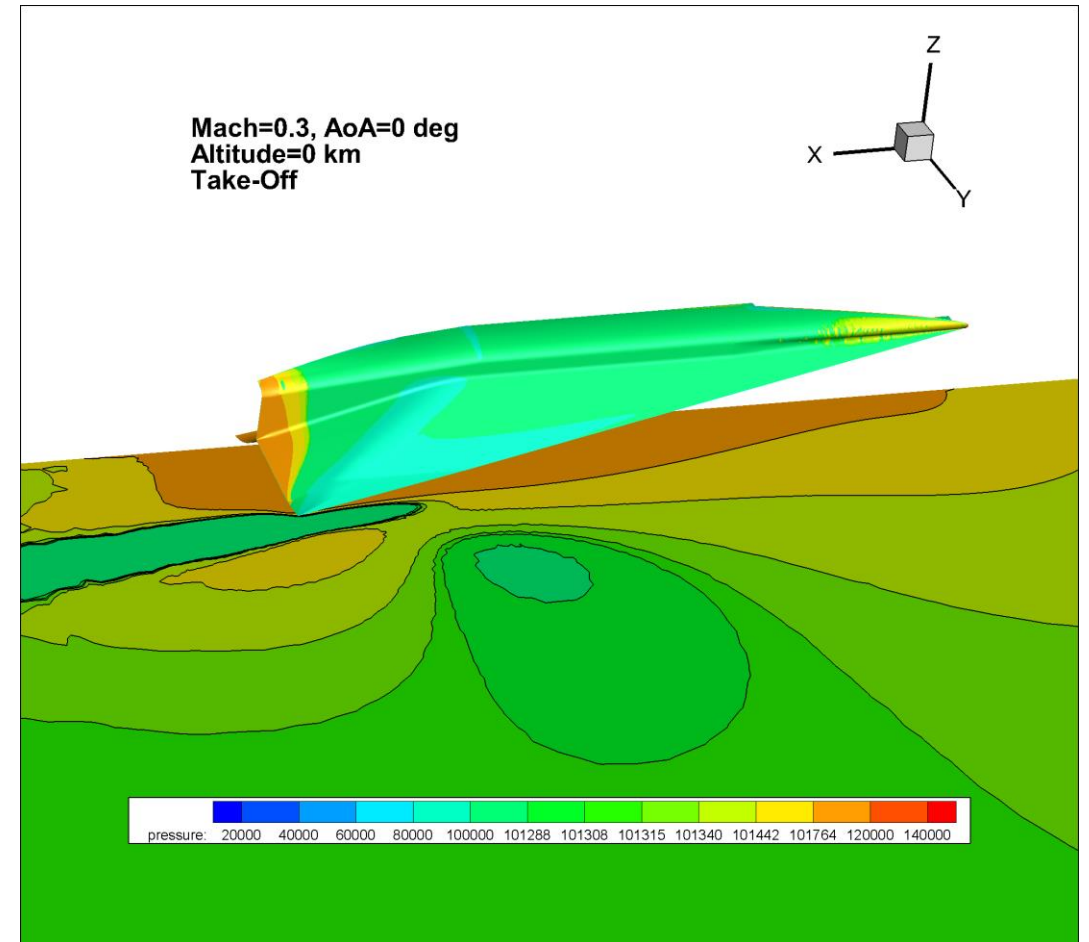 Z
Mach=0.3, AoA=0 deg
Altitude=0 km
Take-Off
X
Y
pressure: 20000 40000 60000 80000 100000 101288 101308 101315 101340 101442 101764 120000 140000